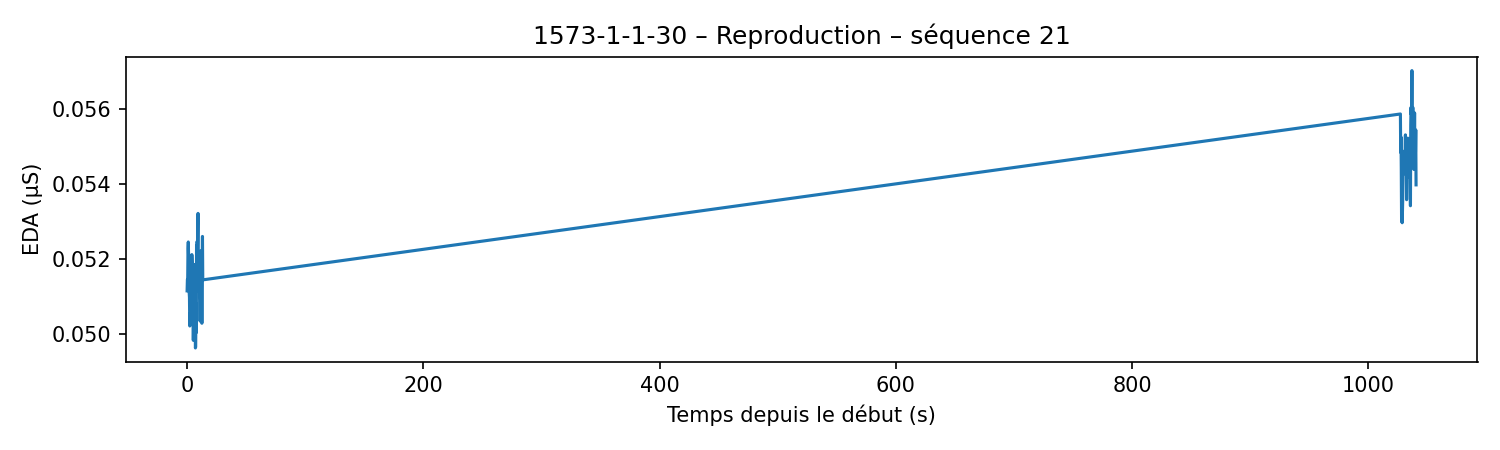 1573-1-1-30 – Reproduction – séquence 21
EDA (µS)
0.056
0.054
0.052
0.050
0 200 400 600 800 1000
Temps depuis le début (s)